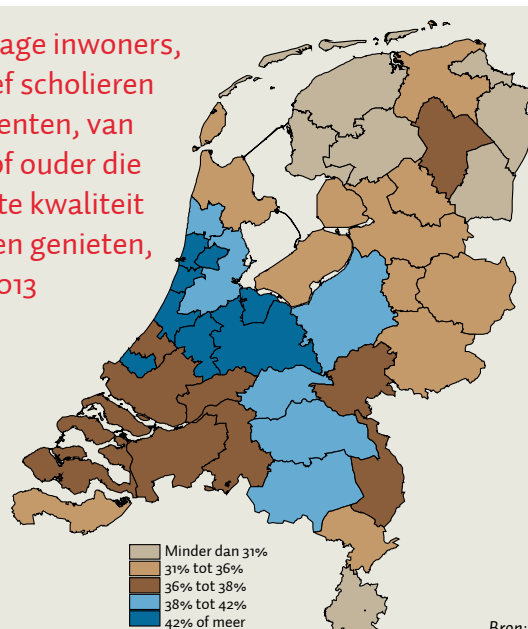 age inwoners,
ef scholieren
enten, van
of ouder die
te kwaliteit
en genieten,
013
Minder dan 31%
31% tot 36%
36% tot 38%
38% tot 42%
42% of meer
Bron: